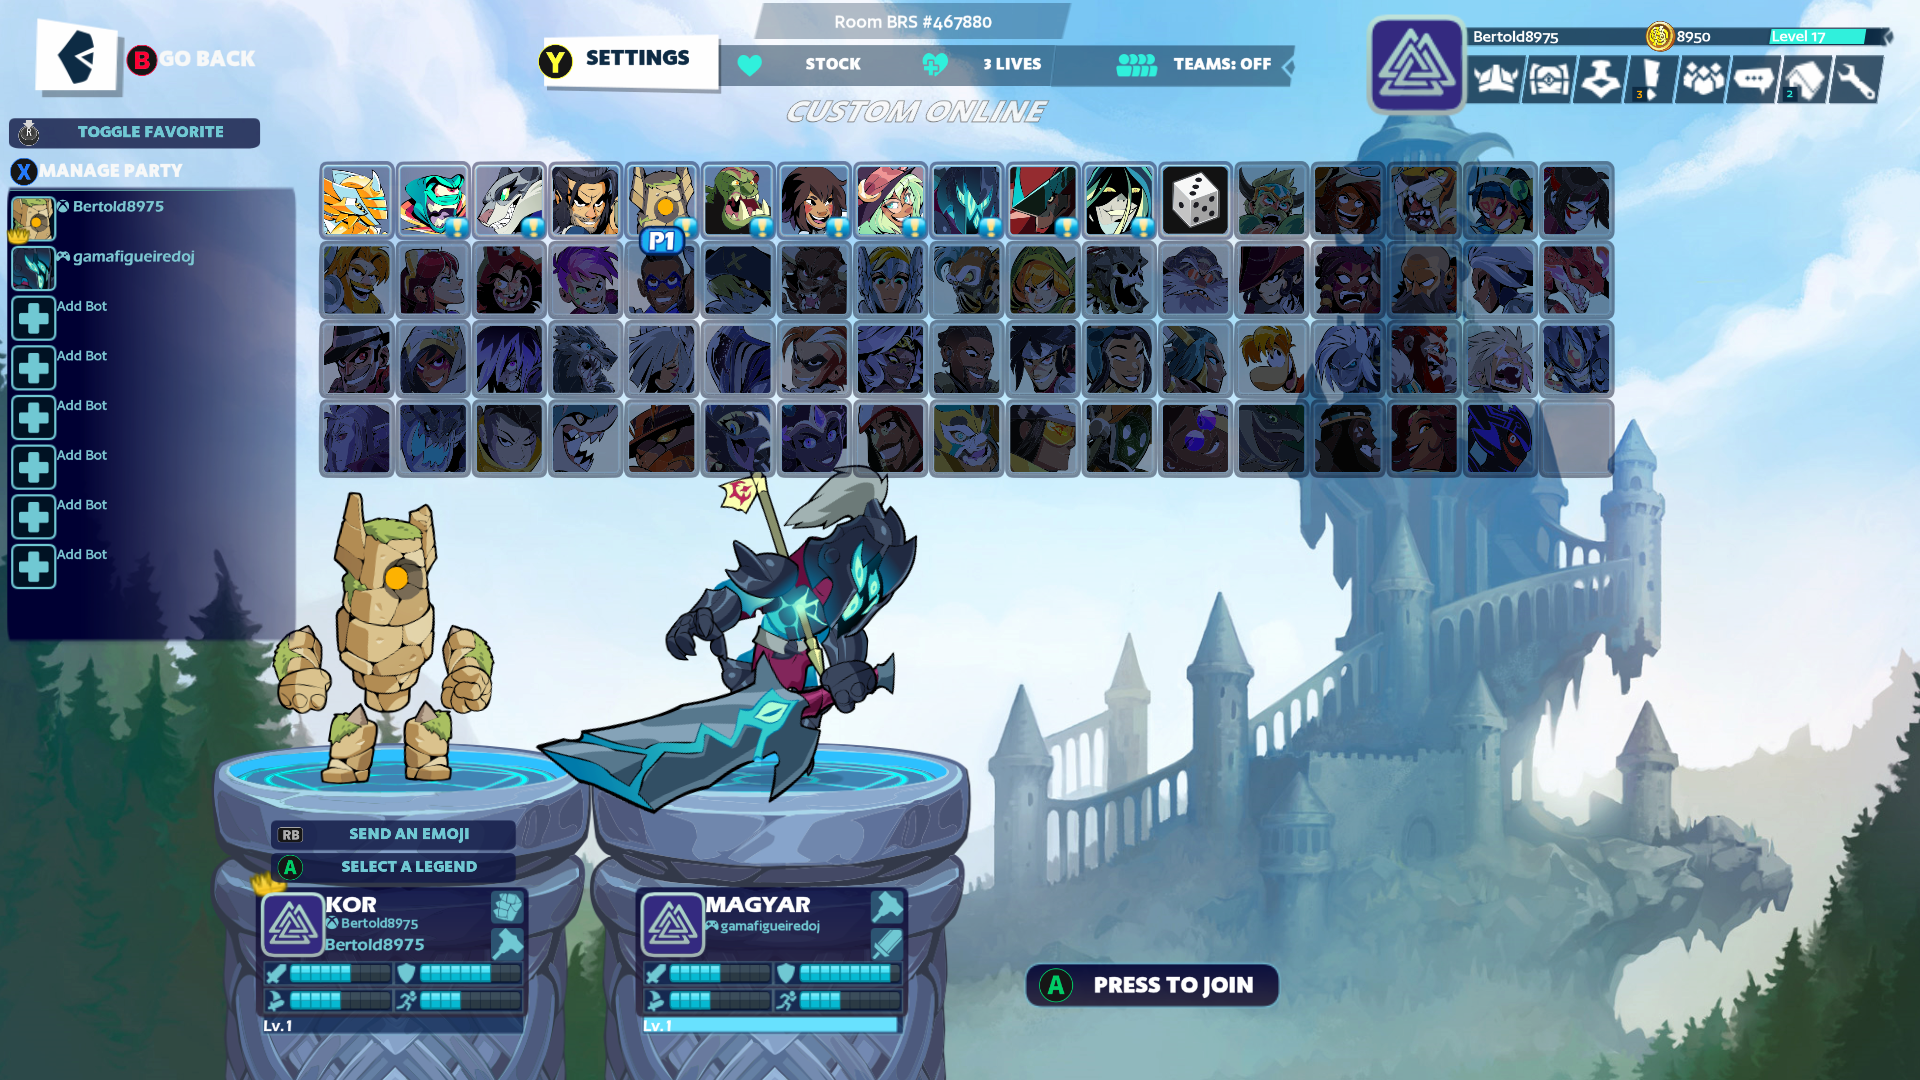 Room BRS #467880
B GO BACK
Y SETTINGS
STOCK
3 LIVES
TEAMS: OFF
CUSTOM ONLINE
Bertold8975
8950
Level 17
3
2
R TOGGLE FAVORITE
X MANAGE PARTY
Bertold8975
gamafigueiredoj
Add Bot
Add Bot
Add Bot
Add Bot
Add Bot
Add Bot
P1
RB SEND AN EMOJI
A SELECT A LEGEND
KOR
Bertold8975
Bertold8975
Lv.1
MAGYAR
gamafigueiredoj
Lv.1
A PRESS TO JOIN